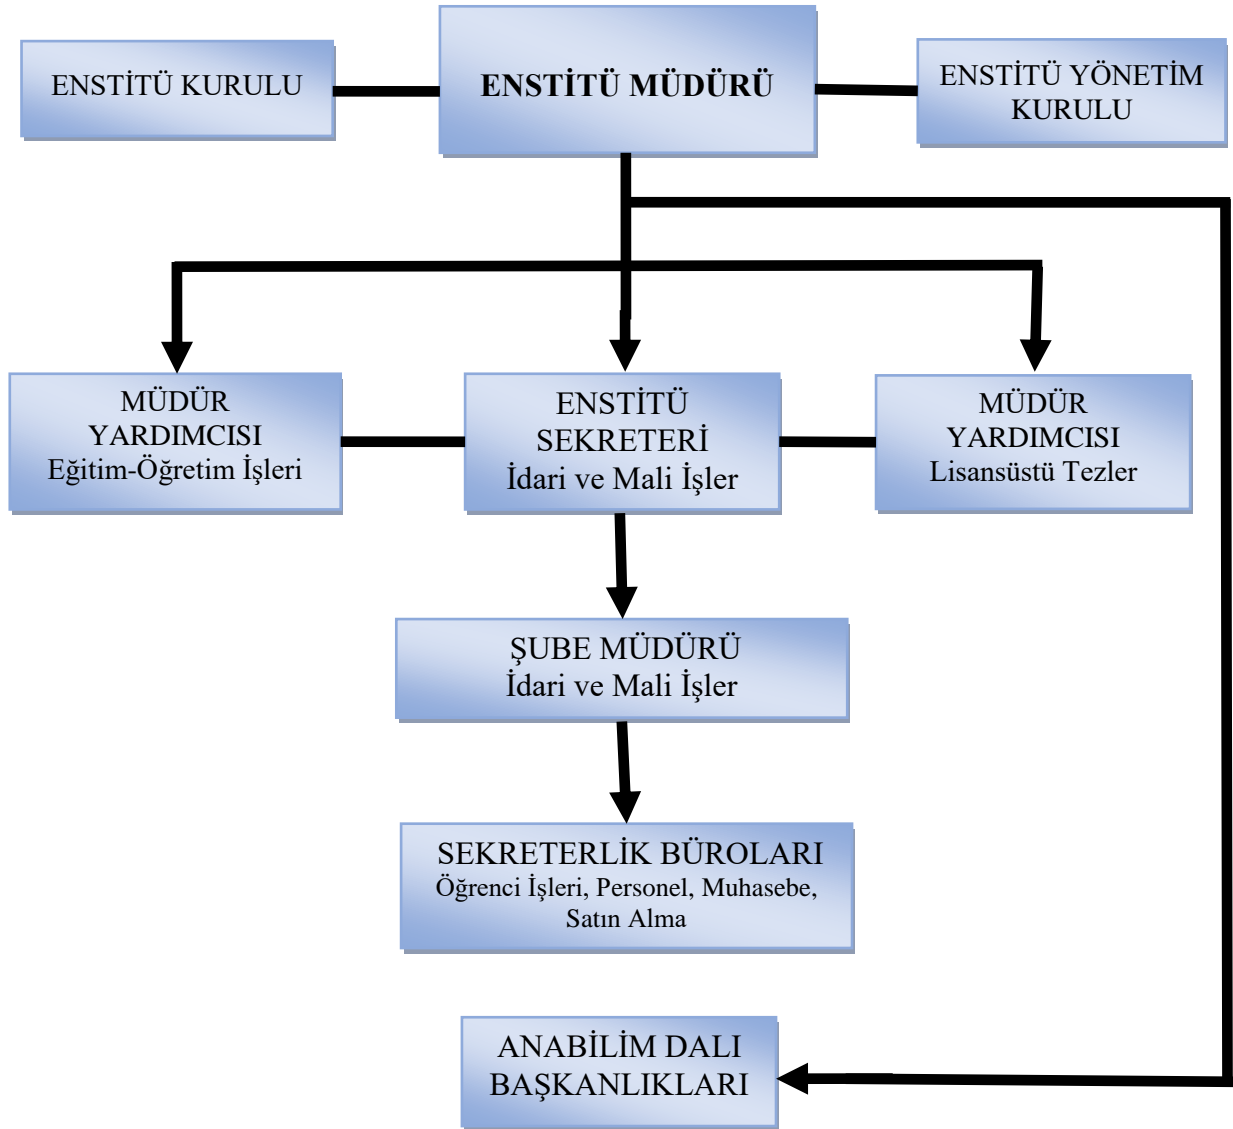 ENSTİTÜ KURULU
ENSTİTÜ MÜDÜRÜ
ENSTİTÜ YÖNETİM
KURULU
MÜDÜR
YARDIMCISI
Eğitim-Öğretim İşleri
ENSTİTÜ
SEKRETERİ
İdari ve Mali İşler
MÜDÜR
YARDIMCISI
Lisansüstü Tezler
ŞUBE MÜDÜRÜ
İdari ve Mali İşler
SEKRETERLİK BÜROLARI
Öğrenci İşleri, Personel, Muhasebe,
Satın Alma
ANABİLİM DALI
BAŞKANLIKLARI